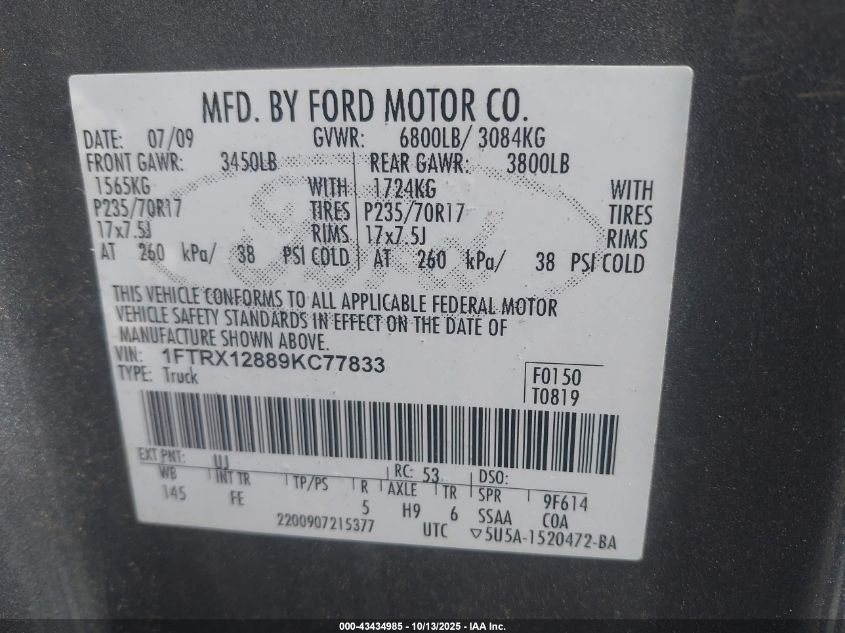 MFD. BY FORD MOTOR CO.
DATE: 07/09 GVWR: 6800LB/ 3084KG
FRONT GAWR: 3450LB REAR GAWR: 3800LB
1565KG WITH 1724KG WITH
P235/70R17 TIRES P235/70R17 TIRES
17x7.5J RIMS 17x7.5J RIMS
AT 260 kPa/ 38 PSI COLD AT 260 kPa/ 38 PSI COLD
Ford
THIS VEHICLE CONFORMS TO ALL APPLICABLE FEDERAL MOTOR
VEHICLE SAFETY STANDARDS IN EFFECT ON THE DATE OF
MANUFACTURE SHOWN ABOVE.
VIN: 1FTRX12889KC77833
TYPE: Truck
F0150
T0819
EXT PNT: UJ RC: 53 DSO:
WB INT TR TP/PS R AXLE TR SPR 9F614
145 FE 5 H9 6 SSAA COA
2200907215377 UTC ▽5U5A-1520472-BA
000-43434985 - 10/13/2025 - IAA Inc.